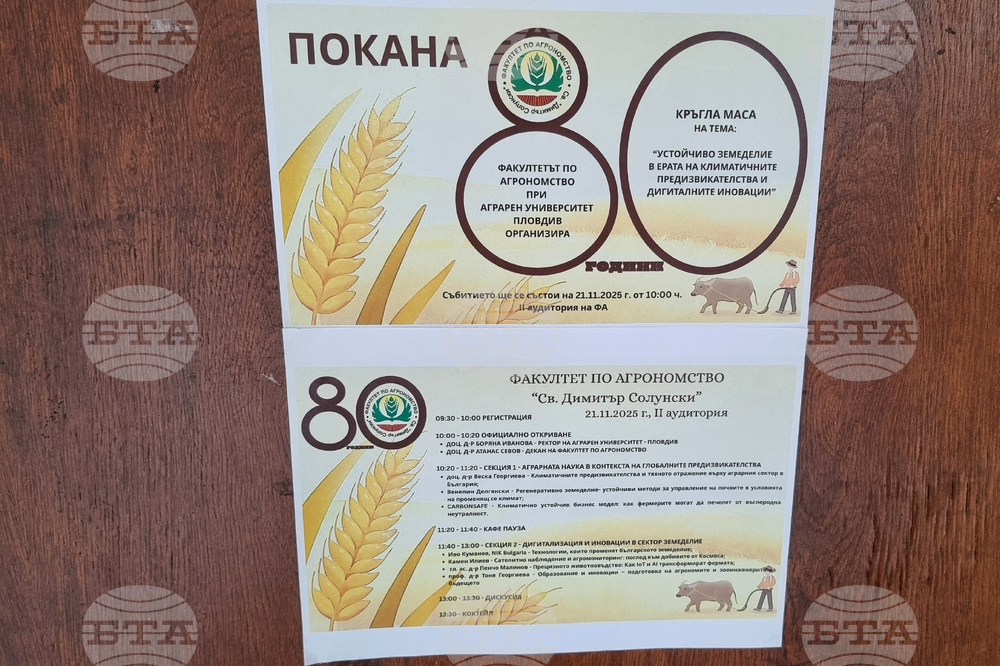 ПОКАНА
ФАКУЛТЕТ ПО АГРОНОМСТВО
Св. "Димитър Солунски"
ФАКУЛТЕТЪТ ПО
АГРОНОМСТВО
ПРИ
АГРАРЕН УНИВЕРСИТЕТ
ПЛОВДИВ
ОРГАНИЗИРА
КРЪГЛА МАСА
НА ТЕМА:
"УСТОЙЧИВО ЗЕМЕДЕЛИЕ
В ЕРАТА НА КЛИМАТИЧНИТЕ
ПРЕДИЗВИКАТЕЛСТВА И
ДИГИТАЛНИТЕ ИНОВАЦИИ"
години
Събитието ще се състои на 21.11.2025 г. от 10:00 ч.
II аудитория на ФА
80
години
ФАКУЛТЕТ ПО АГРОНОМСТВО
"Св. Димитър Солунски"
21.11.2025 г., II аудитория
09:30 - 10:00 РЕГИСТРАЦИЯ
10:00 - 10:20 ОФИЦИАЛНО ОТКРИВАНЕ
• ДОЦ. Д-Р БОРЯНА ИВАНОВА - РЕКТОР НА АГРАРЕН УНИВЕРСИТЕТ - ПЛОВДИВ
• ДОЦ. Д-Р АТАНАС СЕВОВ - ДЕКАН НА ФАКУЛТЕТ ПО АГРОНОМСТВО
10:20 - 11:20 - СЕКЦИЯ 1 - АГРАРНАТА НАУКА В КОНТЕКСТА НА ГЛОБАЛНИТЕ ПРЕДИЗВИКАТЕЛСТВА
• доц. д-р Веска Георгиева - Климатичните предизвикателства и тяхното отражение върху аграрния сектор в
България;
• Венелин Делгянски - Регенеративно земеделие- устойчиви методи за управление на почвите в условията
на променящ се климат;
• CARBONSAFE - Климатично устойчив бизнес модел: как фермерите могат да печелят от въглеродна
неутралност.
11:20 - 11:40 - КАФЕ ПАУЗА
11:40 - 13:00 - СЕКЦИЯ 2 - ДИГИТАЛИЗАЦИЯ И ИНОВАЦИИ В СЕКТОР ЗЕМЕДЕЛИЕ
• Иво Куманов, NIK Bulgaria - Технологии, които променят българското земеделие;
• Камен Илиев - Сателитно наблюдение и агромониторинг: поглед към добивите от Космоса;
• гл. ас. д-р Пенчо Малинов - Прецизното животновъдство: Как IoT и AI трансформират фермата;
• проф. д-р Тоня Георгиева - Образование и иновации – подготовка на агрономите и зооинженерите на
бъдещето
13:00 - 13:30 - ДИСКУСИЯ
13:30 - КОКТЕЙЛ
БТА
БТА
БТА
БТА
БТА
БТА